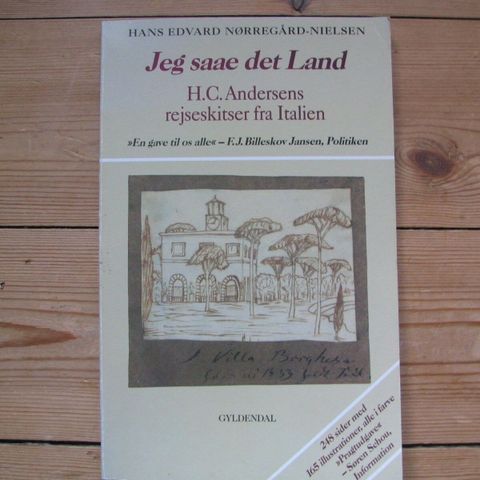 HANS EDVARD NØRREGÅRD-NIELSEN
Jeg saae det Land
H.C. Andersens
rejseskitser fra Italien
»En gave til os alle« – F.J. Billeskov Jansen, Politiken
Villa Borghese
GYLDENDAL
248 sider med
165 illustrationer, alle i farve
»Pragtudgave«
– Søren Schou,
Information